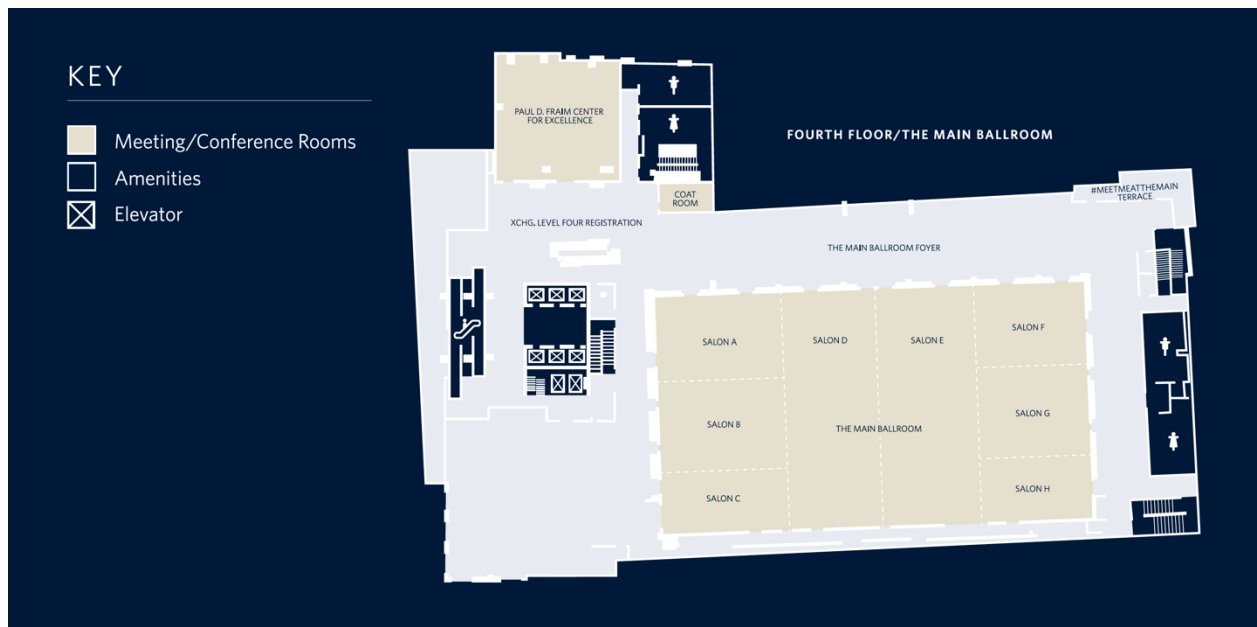 KEY
Meeting/Conference Rooms
Amenities
Elevator
PAUL D. FRAIM CENTER
FOR EXCELLENCE
FOURTH FLOOR/THE MAIN BALLROOM
COAT
ROOM
#MEETMEATTHEMAIN
TERRACE
XCHG. LEVEL FOUR REGISTRATION
THE MAIN BALLROOM FOYER
SALON A
SALON D
SALON E
SALON F
SALON B
THE MAIN BALLROOM
SALON G
SALON C
SALON H